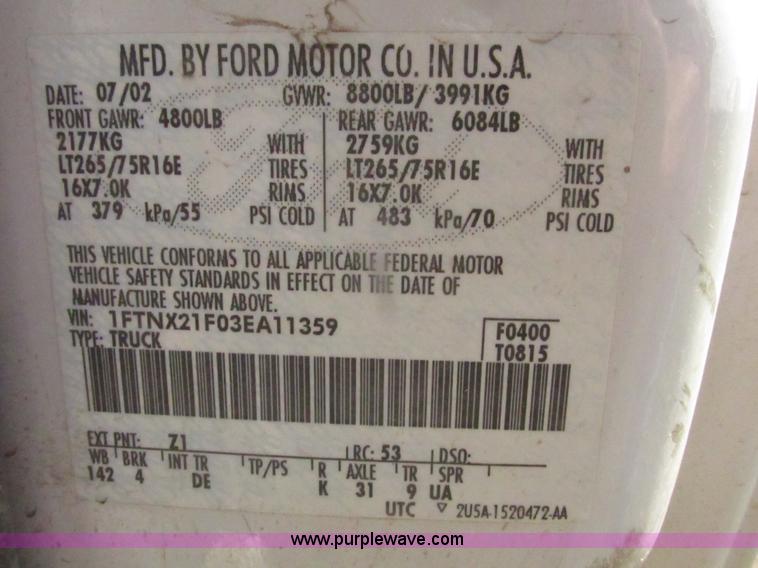 MFD. BY FORD MOTOR CO. IN U.S.A.
DATE: 07/02 GVWR: 8800LB/ 3991KG
FRONT GAWR: 4800LB REAR GAWR: 6084LB
2177KG WITH 2759KG WITH
LT265/75R16E TIRES LT265/75R16E TIRES
16X7.0K RIMS 16X7.0K RIMS
AT 379 kPa/55 PSI COLD AT 483 kPa/70 PSI COLD
THIS VEHICLE CONFORMS TO ALL APPLICABLE FEDERAL MOTOR
VEHICLE SAFETY STANDARDS IN EFFECT ON THE DATE OF
MANUFACTURE SHOWN ABOVE.
VIN: 1FTNX21F03EA11359 F0400
TYPE: TRUCK T0815
EXT PNT: Z1 RC: 53 DSO:
WB BRK INT TR TP/PS R AXLE TR SPR
142 4 DE K 31 9 UA
UTC ▽ 2U5A-1520472-AA
www.purplewave.com